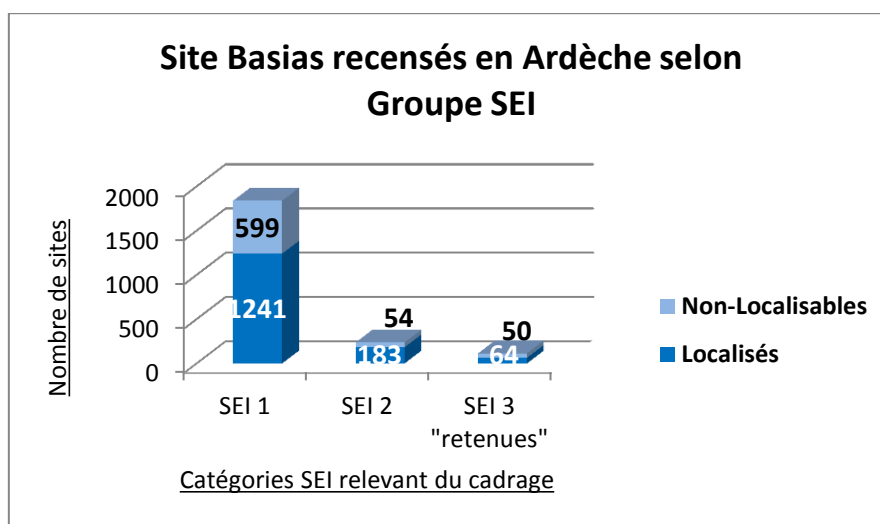 Site Basias recensés en Ardèche selon
Groupe SEI
Nombre de sites
2000
1500
1000
500
0
599
1241
54
183
50
64
SEI 1
SEI 2
SEI 3
"retenues"
Catégories SEI relevant du cadrage
Non-Localisables
Localisés